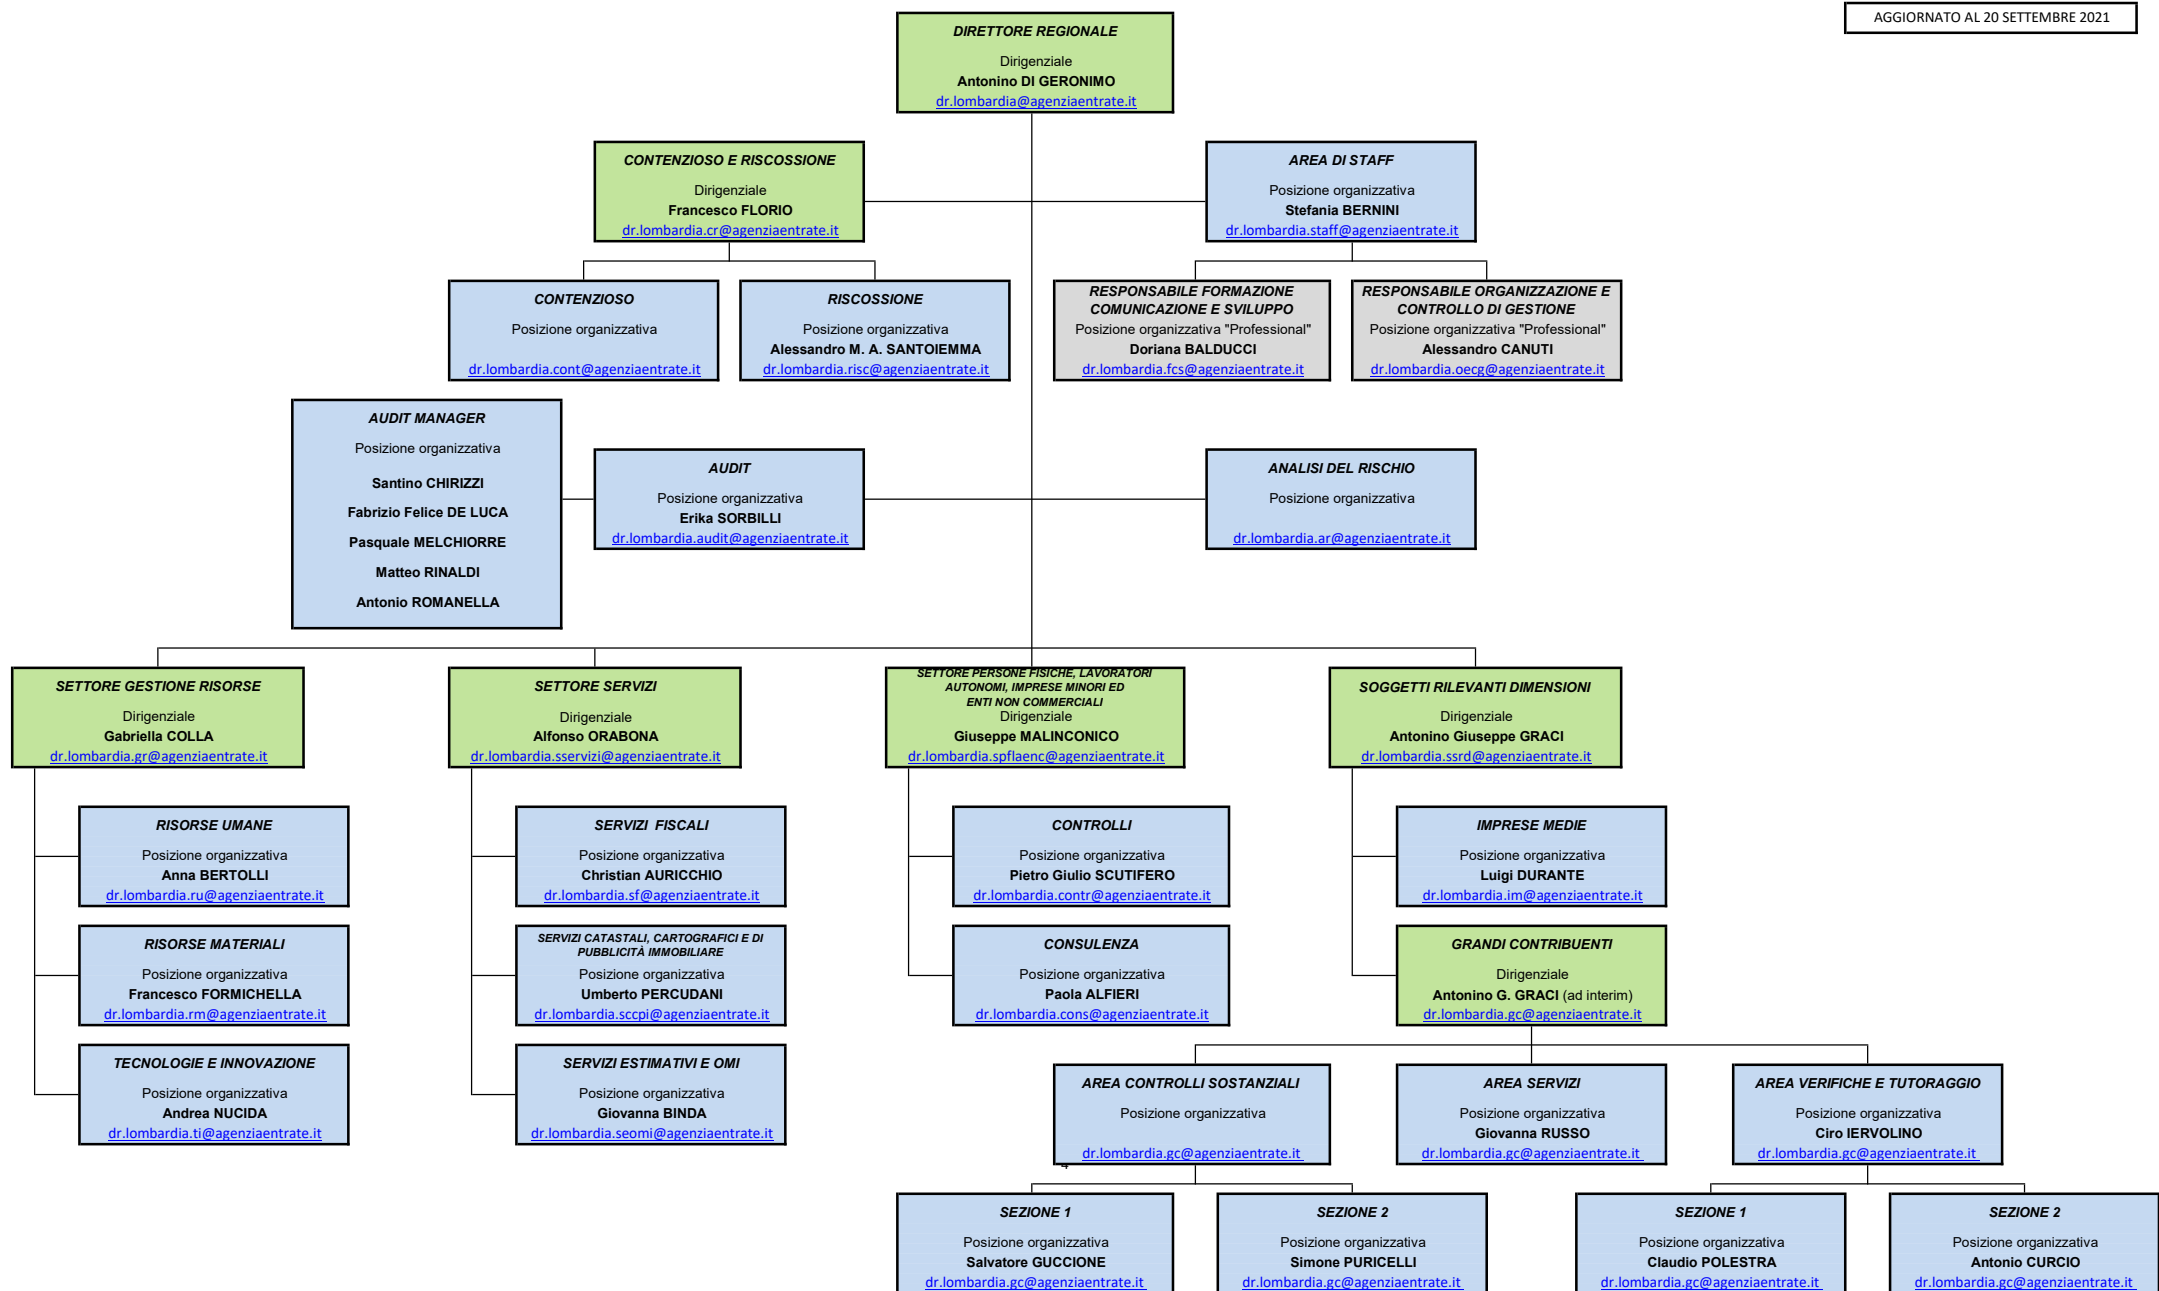 AGGIORNATO AL 20 SETTEMBRE 2021
DIRETTORE REGIONALE
Dirigenziale
Antonino DI GERONIMO
dr.lombardia@agenziaentrate.it
CONTENZIOSO E RISCOSSIONE
Dirigenziale
Francesco FLORIO
dr.lombardia.cr@agenziaentrate.it
AREA DI STAFF
Posizione organizzativa
Stefania BERNINI
dr.lombardia.staff@agenziaentrate.it
CONTENZIOSO
Posizione organizzativa
dr.lombardia.cont@agenziaentrate.it
RISCOSSIONE
Posizione organizzativa
Alessandro M. A. SANTOIEMMA
dr.lombardia.risc@agenziaentrate.it
RESPONSABILE FORMAZIONE
COMUNICAZIONE E SVILUPPO
Posizione organizzativa "Professional"
Doriana BALDUCCI
dr.lombardia.fcs@agenziaentrate.it
RESPONSABILE ORGANIZZAZIONE E
CONTROLLO DI GESTIONE
Posizione organizzativa "Professional"
Alessandro CANUTI
dr.lombardia.oecg@agenziaentrate.it
AUDIT MANAGER
Posizione organizzativa
Santino CHIRIZZI
Fabrizio Felice DE LUCA
Pasquale MELCHIORRE
Matteo RINALDI
Antonio ROMANELLA
AUDIT
Posizione organizzativa
Erika SORBILLI
dr.lombardia.audit@agenziaentrate.it
ANALISI DEL RISCHIO
Posizione organizzativa
dr.lombardia.ar@agenziaentrate.it
SETTORE GESTIONE RISORSE
Dirigenziale
Gabriella COLLA
dr.lombardia.gr@agenziaentrate.it
SETTORE SERVIZI
Dirigenziale
Alfonso ORABONA
dr.lombardia.sservizi@agenziaentrate.it
SETTORE PERSONE FISICHE, LAVORATORI
AUTONOMI, IMPRESE MINORI ED
ENTI NON COMMERCIALI
Dirigenziale
Giuseppe MALINCONICO
dr.lombardia.spflaenc@agenziaentrate.it
SOGGETTI RILEVANTI DIMENSIONI
Dirigenziale
Antonino Giuseppe GRACI
dr.lombardia.ssrd@agenziaentrate.it
RISORSE UMANE
Posizione organizzativa
Anna BERTOLLI
dr.lombardia.ru@agenziaentrate.it
SERVIZI FISCALI
Posizione organizzativa
Christian AURICCHIO
dr.lombardia.sf@agenziaentrate.it
CONTROLLI
Posizione organizzativa
Pietro Giulio SCUTIFERO
dr.lombardia.contr@agenziaentrate.it
IMPRESE MEDIE
Posizione organizzativa
Luigi DURANTE
dr.lombardia.im@agenziaentrate.it
RISORSE MATERIALI
Posizione organizzativa
Francesco FORMICHELLA
dr.lombardia.rm@agenziaentrate.it
SERVIZI CATASTALI, CARTOGRAFICI E DI
PUBBLICITÀ IMMOBILIARE
Posizione organizzativa
Umberto PERCUDANI
dr.lombardia.sccpi@agenziaentrate.it
CONSULENZA
Posizione organizzativa
Paola ALFIERI
dr.lombardia.cons@agenziaentrate.it
GRANDI CONTRIBUENTI
Dirigenziale
Antonino G. GRACI (ad interim)
dr.lombardia.gc@agenziaentrate.it
TECNOLOGIE E INNOVAZIONE
Posizione organizzativa
Andrea NUCIDA
dr.lombardia.ti@agenziaentrate.it
SERVIZI ESTIMATIVI E OMI
Posizione organizzativa
Giovanna BINDA
dr.lombardia.seomi@agenziaentrate.it
AREA CONTROLLI SOSTANZIALI
Posizione organizzativa
dr.lombardia.gc@agenziaentrate.it
AREA SERVIZI
Posizione organizzativa
Giovanna RUSSO
dr.lombardia.gc@agenziaentrate.it
AREA VERIFICHE E TUTORAGGIO
Posizione organizzativa
Ciro IERVOLINO
dr.lombardia.gc@agenziaentrate.it
SEZIONE 1
Posizione organizzativa
Salvatore GUCCIONE
dr.lombardia.gc@agenziaentrate.it
SEZIONE 2
Posizione organizzativa
Simone PURICELLI
dr.lombardia.gc@agenziaentrate.it
SEZIONE 1
Posizione organizzativa
Claudio POLESTRA
dr.lombardia.gc@agenziaentrate.it
SEZIONE 2
Posizione organizzativa
Antonio CURCIO
dr.lombardia.gc@agenziaentrate.it